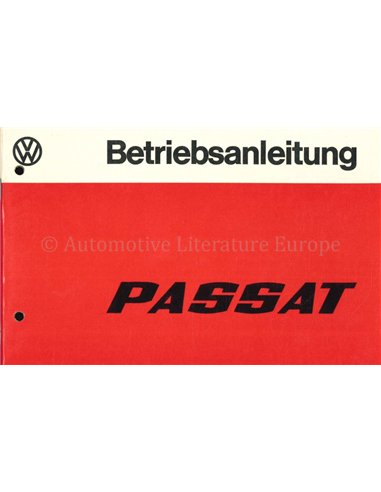 VW
Betriebsanleitung
© Automotive Literature Europe
PASSAT